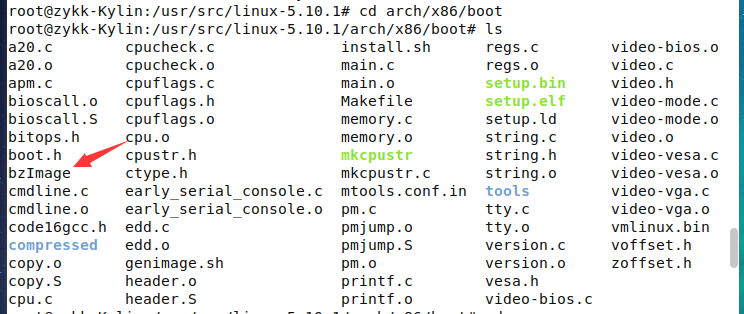 root@zykk-Kylin:/usr/src/linux-5.10.1# cd arch/x86/boot
root@zykk-Kylin:/usr/src/linux-5.10.1/arch/x86/boot# ls
a20.c cpucheck.c install.sh regs.c video-bios.o
a20.o cpucheck.o main.c regs.o video.c
apm.c cpuflags.c main.o setup.bin video.h
bioscall.o cpuflags.h Makefile setup.elf video-mode.c
bioscall.S cpuflags.o memory.c setup.ld video-mode.o
bitops.h cpu.o memory.o string.c video.o
boot.h cpustr.h mkcpustr string.h video-vesa.c
bzImage ctype.h mkcpustr.c string.o video-vesa.o
cmdline.c early_serial_console.c mtools.conf.in tools video-vga.c
cmdline.o early_serial_console.o pm.c tty.c video-vga.o
code16gcc.h edd.c pmjump.o tty.o vmlinux.bin
compressed edd.o pmjump.S version.c voffset.h
copy.o genimage.sh pm.o version.o zoffset.h
copy.S header.o printf.c vesa.h
cpu.c header.S printf.o video-bios.c